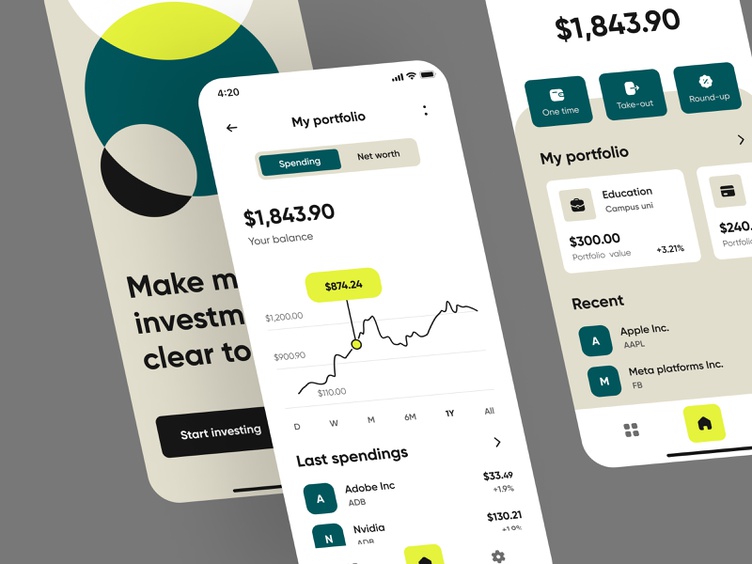 Make m
investm
clear to
Start investing
4:20
My portfolio
Spending
Net worth
$1,843.90
Your balance
$874.24
$1,200.00
$900.90
$110.00
D W M 6M 1Y All
Last spendings
A
Adobe Inc
ADB
$33.49
+1.9%
N
Nvidia
ADB
$130.21
+1.9%
$1,843.90
One time
Take-out
Round-up
My portfolio
Education
Campus uni
$300.00
Portfolio value
+3.21%
$240.
Portfoli
Recent
A
Apple Inc.
AAPL
M
Meta platforms Inc.
FB